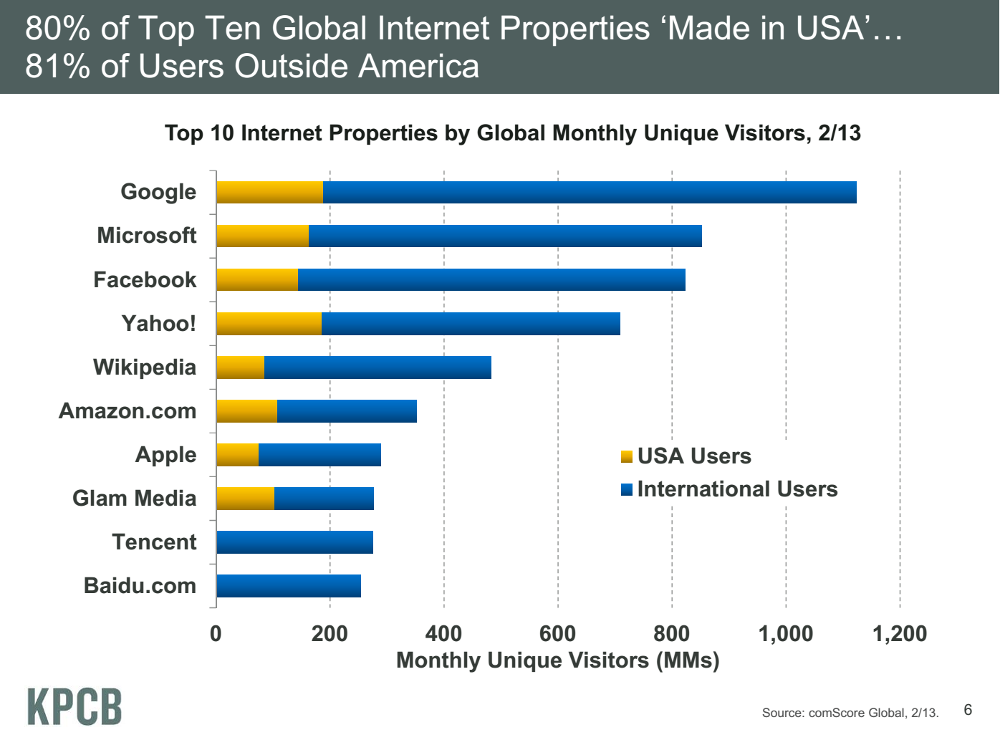 80% of Top Ten Global Internet Properties ‘Made in USA’…
81% of Users Outside America
Top 10 Internet Properties by Global Monthly Unique Visitors, 2/13
Google
Microsoft
Facebook
Yahoo!
Wikipedia
Amazon.com
Apple
Glam Media
Tencent
Baidu.com
USA Users
International Users
0 200 400 600 800 1,000 1,200
Monthly Unique Visitors (MMs)
KPCB
Source: comScore Global, 2/13. 6